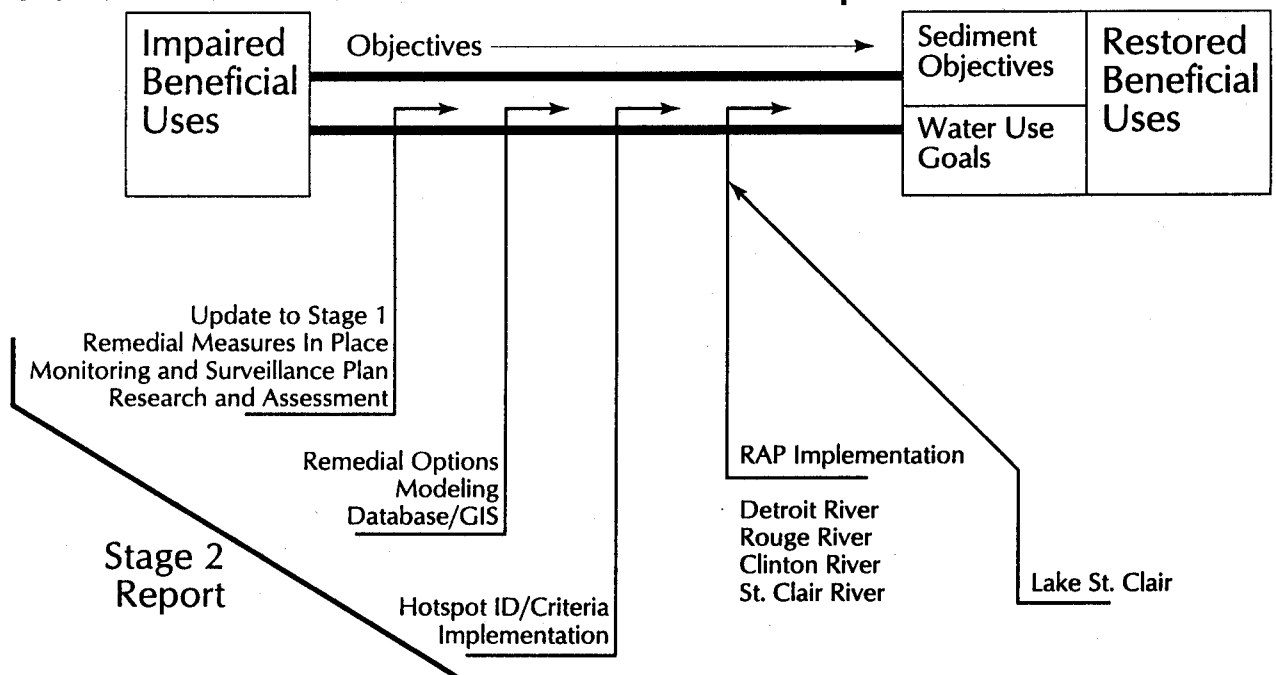 Impaired
Beneficial
Uses
Objectives
Sediment
Objectives
Water Use
Goals
Restored
Beneficial
Uses
Update to Stage 1
Remedial Measures In Place
Monitoring and Surveillance Plan
Research and Assessment
Remedial Options
Modeling
Database/GIS
Hotspot ID/Criteria
Implementation
RAP Implementation
Detroit River
Rouge River
Clinton River
St. Clair River
Lake St. Clair
Stage 2
Report